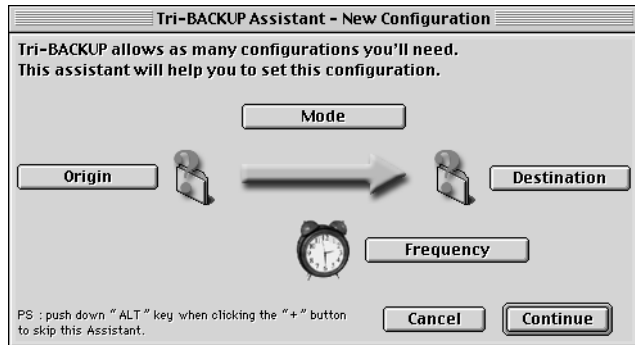 Tri-BACKUP Assistant - New Configuration
Tri-BACKUP allows as many configurations you'll need.
This assistant will help you to set this configuration.
Mode
Origin
Destination
Frequency
PS : push down "ALT" key when clicking the "+" button
to skip this Assistant.
Cancel
Continue